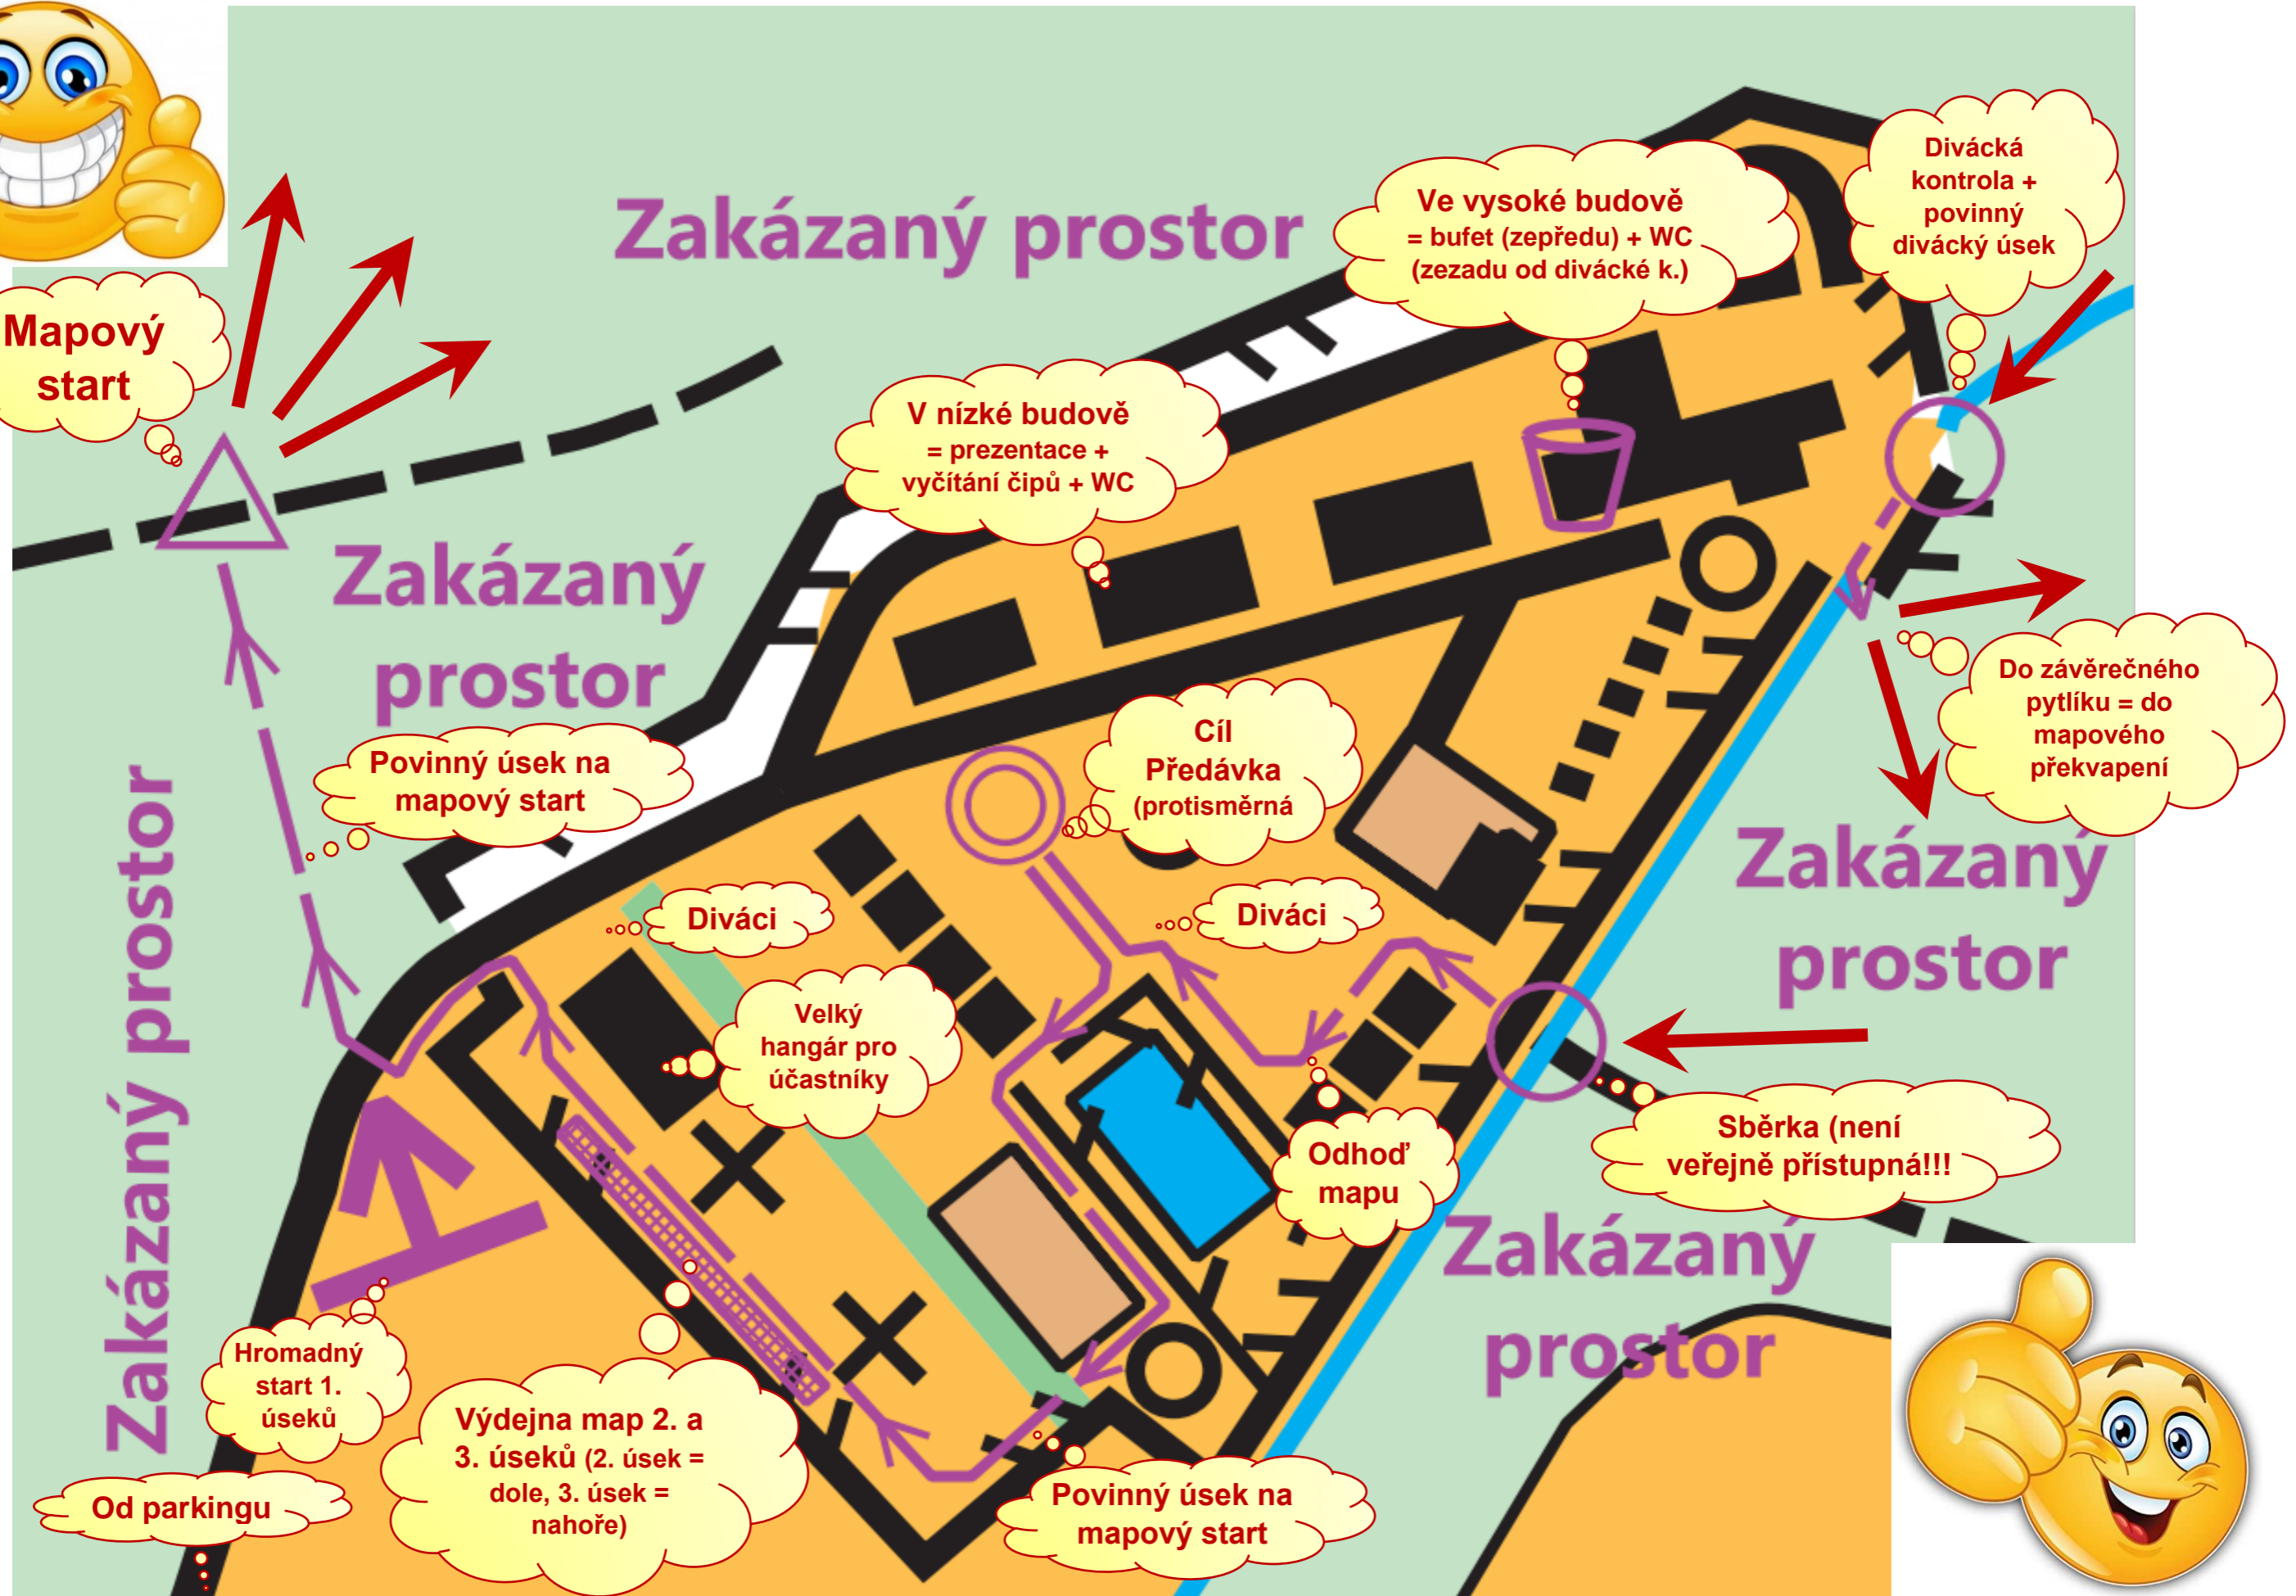 Zakázaný prostor
Ve vysoké budově
= bufet (zepředu) + WC
(zezadu od divácké k.)
Divácká
kontrola +
povinný
divácký úsek
Mapový
start
V nízké budově
= prezentace +
vyčítání čipů + WC
Zakázaný
prostor
Do závěrečného
pytlíku = do
mapového
překvapení
Povinný úsek na
mapový start
Cíl
Předávka
(protisměrná
Zakázaný prostor
Zakázaný
prostor
Diváci
Diváci
Velký
hangár pro
účastníky
Sběrka (není
veřejně přístupná!!!
Odhoď
mapu
Zakázaný
prostor
Hromadný
start 1.
úseků
Výdejna map 2. a
3. úseků (2. úsek =
dole, 3. úsek =
nahoře)
Povinný úsek na
mapový start
Od parkingu